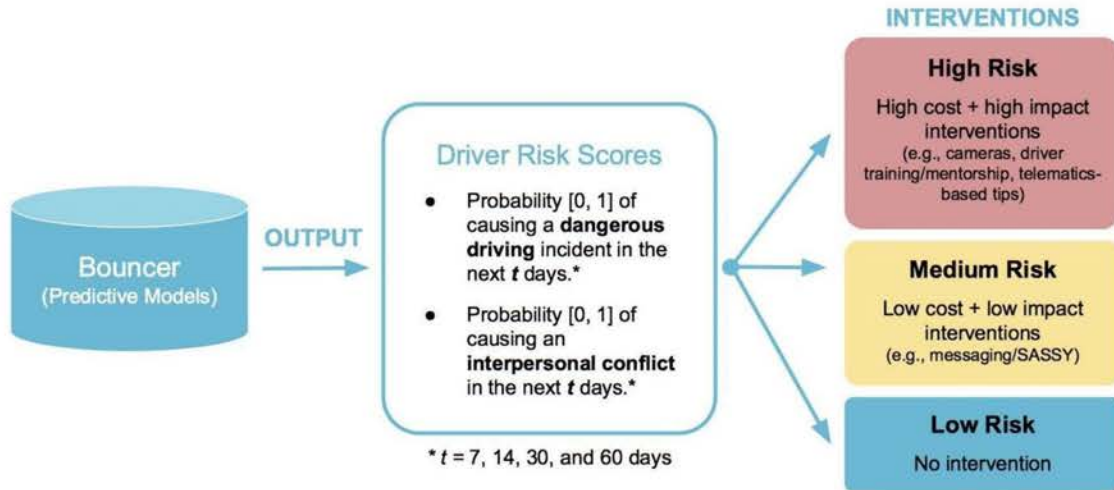 INTERVENTIONS
High Risk
High cost + high impact
interventions
(e.g., cameras, driver
training/mentorship, telematics-
based tips)
Driver Risk Scores
● Probability [0, 1] of
causing a dangerous
driving incident in the
next t days.*
● Probability [0, 1] of
causing an
interpersonal conflict
in the next t days.*
OUTPUT
Bouncer
(Predictive Models)
Medium Risk
Low cost + low impact
interventions
(e.g., messaging/SASSY)
Low Risk
No intervention
* t = 7, 14, 30, and 60 days